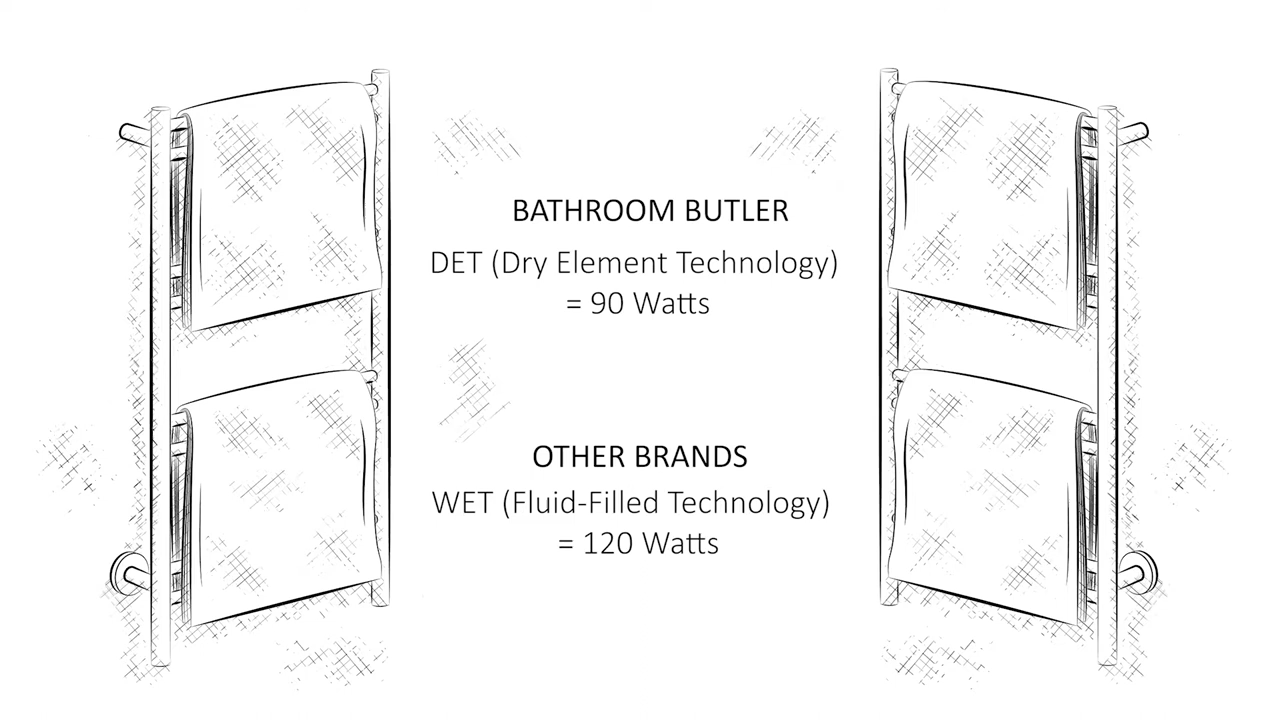 BATHROOM BUTLER
DET (Dry Element Technology)
= 90 Watts
OTHER BRANDS
WET (Fluid-Filled Technology)
= 120 Watts